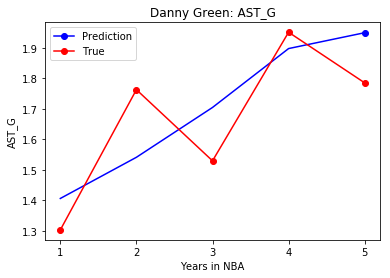 Danny Green: AST_G
Prediction
True
AST_G
1.9
1.8
1.7
1.6
1.5
1.4
1.3
1 2 3 4 5
Years in NBA